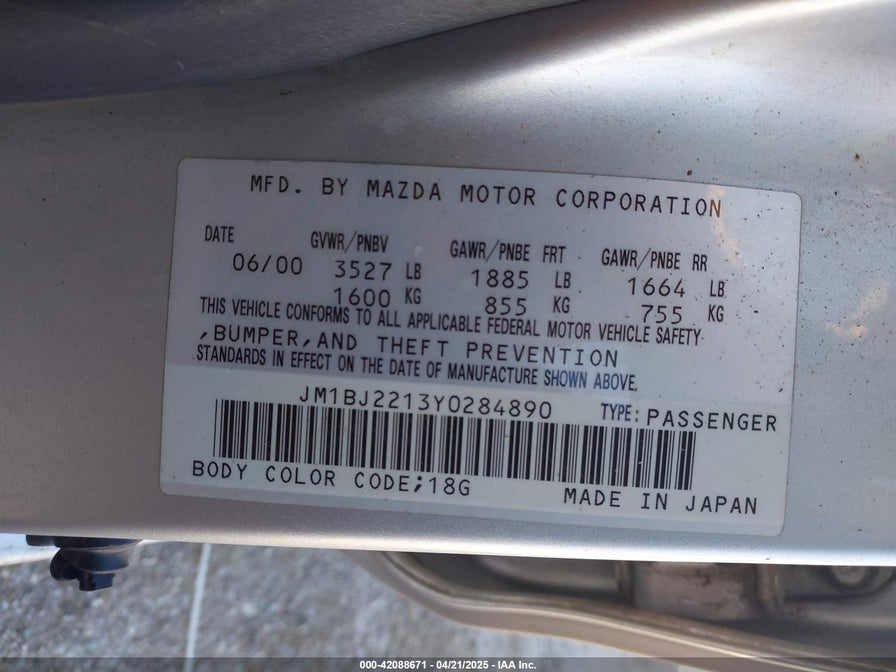 MFD. BY MAZDA MOTOR CORPORATION
DATE GVWR/PNBV GAWR/PNBE FRT GAWR/PNBE RR
06/00 3527 LB 1885 LB 1664 LB
1600 KG 855 KG 755 KG
THIS VEHICLE CONFORMS TO ALL APPLICABLE FEDERAL MOTOR VEHICLE SAFETY
,BUMPER,AND THEFT PREVENTION
STANDARDS IN EFFECT ON THE DATE OF MANUFACTURE SHOWN ABOVE.
JM1BJ2213Y0284890 TYPE: PASSENGER
BODY COLOR CODE;18G MADE IN JAPAN
000-42088671 - 04/21/2025 - IAA Inc.